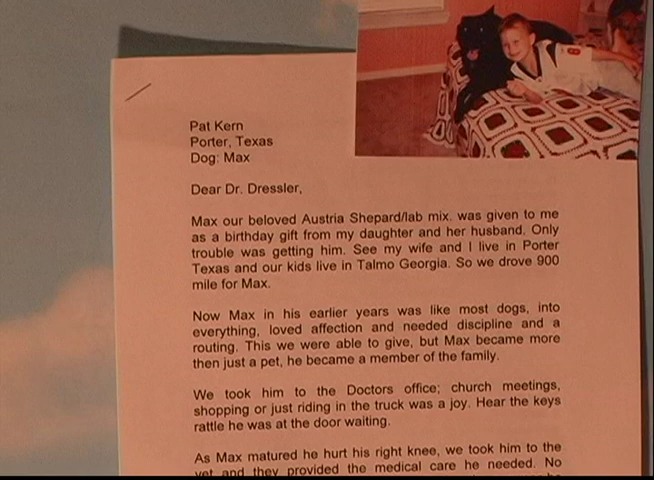 Pat Kern
Porter, Texas
Dog: Max
Dear Dr. Dressler,
Max our beloved Austria Shepard/lab mix. was given to me
as a birthday gift from my daughter and her husband. Only
trouble was getting him. See my wife and I live in Porter
Texas and our kids live in Talmo Georgia. So we drove 900
mile for Max.
Now Max in his earlier years was like most dogs, into
everything, loved affection and needed discipline and a
routing. This we were able to give, but Max became more
then just a pet, he became a member of the family.
We took him to the Doctors office; church meetings,
shopping or just riding in the truck was a joy. Hear the keys
rattle he was at the door waiting.
As Max matured he hurt his right knee, we took him to the
vet and they provided the medical care he needed. No